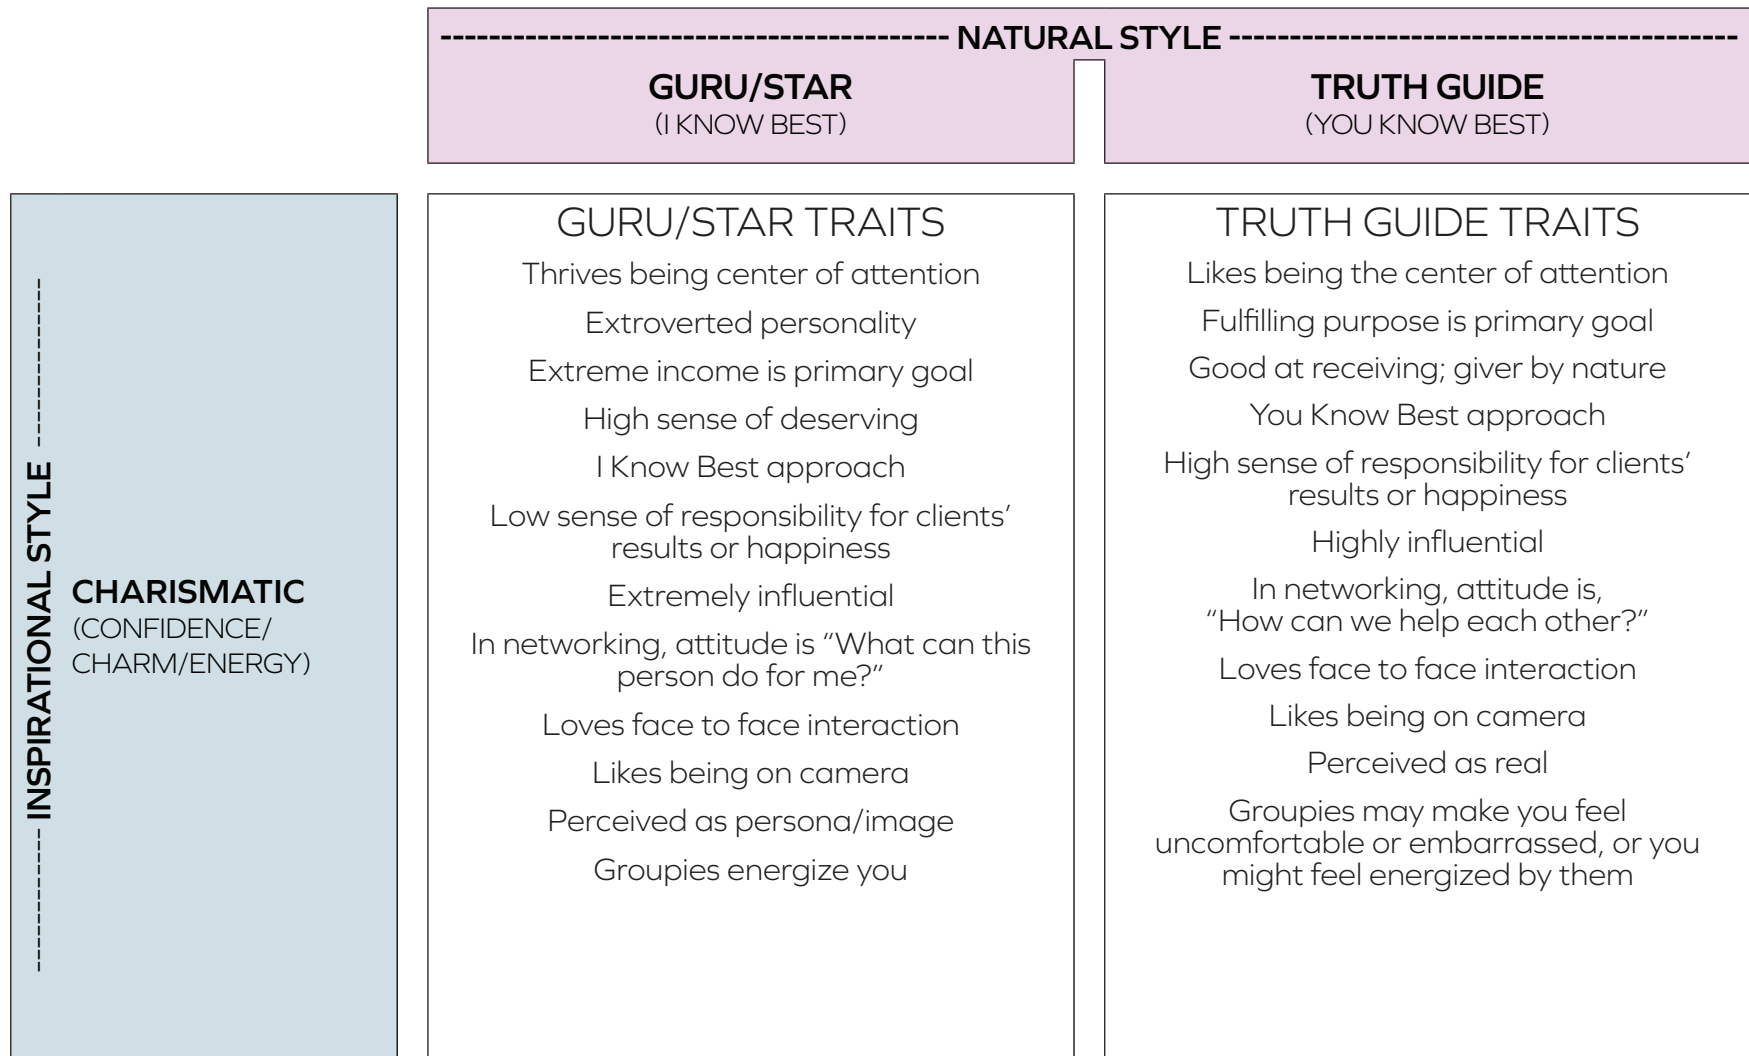 NATURAL STYLE
GURU/STAR
(I KNOW BEST)
TRUTH GUIDE
(YOU KNOW BEST)
INSPIRATIONAL STYLE
CHARISMATIC
(CONFIDENCE/
CHARM/ENERGY)
GURU/STAR TRAITS
Thrives being center of attention
Extroverted personality
Extreme income is primary goal
High sense of deserving
I Know Best approach
Low sense of responsibility for clients’
results or happiness
Extremely influential
In networking, attitude is “What can this
person do for me?”
Loves face to face interaction
Likes being on camera
Perceived as persona/image
Groupies energize you
TRUTH GUIDE TRAITS
Likes being the center of attention
Fulfilling purpose is primary goal
Good at receiving; giver by nature
You Know Best approach
High sense of responsibility for clients’
results or happiness
Highly influential
In networking, attitude is,
“How can we help each other?”
Loves face to face interaction
Likes being on camera
Perceived as real
Groupies may make you feel
uncomfortable or embarrassed, or you
might feel energized by them